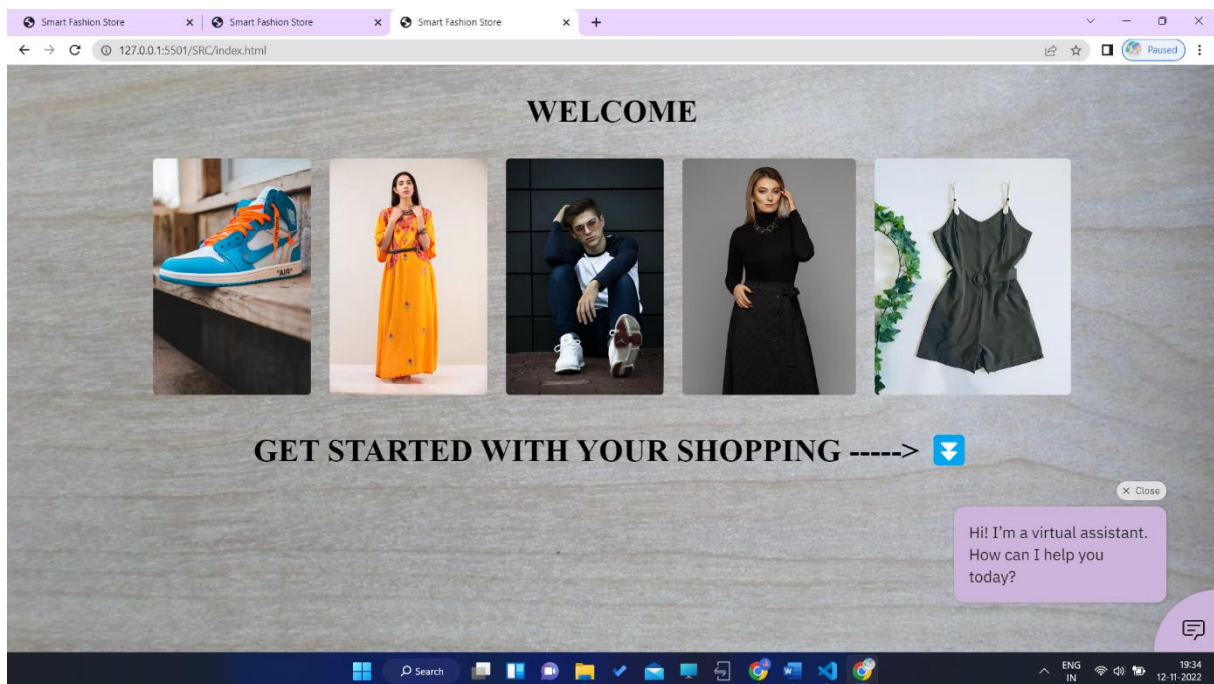 Smart Fashion Store
Smart Fashion Store
Smart Fashion Store
127.0.0.1:5501/SRC/index.html
Paused
WELCOME
"AIR"
GET STARTED WITH YOUR SHOPPING ----->
Close
Hi! I'm a virtual assistant.
How can I help you
today?
Search
ENG
IN
19:34
12-11-2022